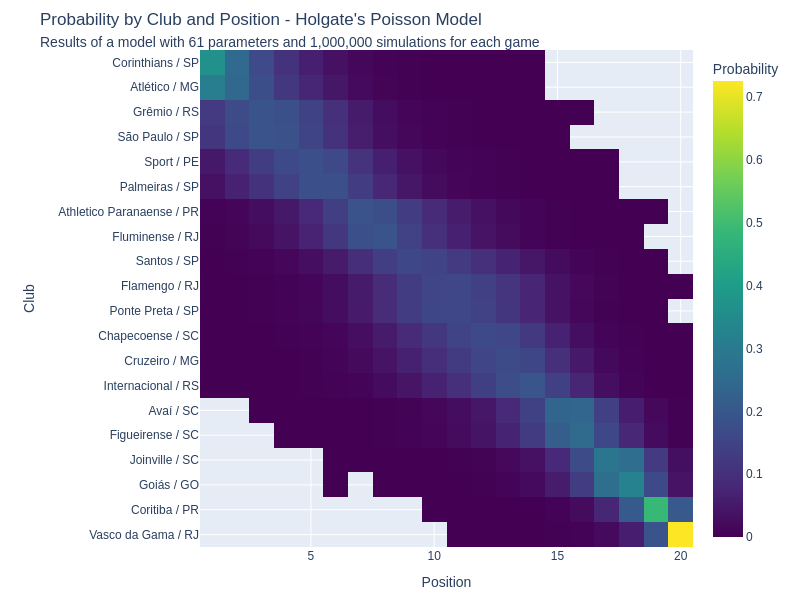 Probability by Club and Position - Holgate's Poisson Model
Results of a model with 61 parameters and 1,000,000 simulations for each game
Probability
Corinthians / SP
Atlético / MG
Grêmio / RS
São Paulo / SP
Sport / PE
Palmeiras / SP
Athletico Paranaense / PR
Fluminense / RJ
Santos / SP
Flamengo / RJ
Ponte Preta / SP
Chapecoense / SC
Cruzeiro / MG
Internacional / RS
Avaí / SC
Figueirense / SC
Joinville / SC
Goiás / GO
Coritiba / PR
Vasco da Gama / RJ
Club
5
10
15
20
Position
0.7
0.6
0.5
0.4
0.3
0.2
0.1
0